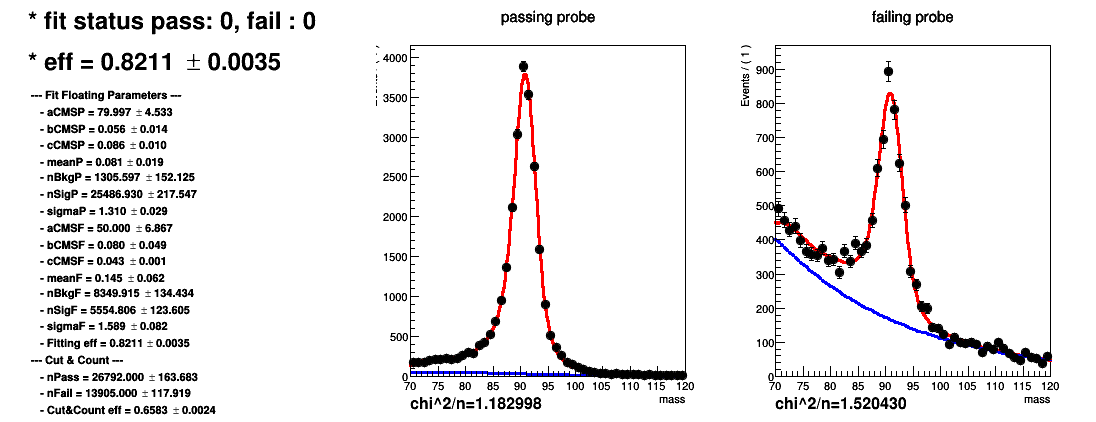 * fit status pass: 0, fail : 0
* eff = 0.8211 ± 0.0035
--- Fit Floating Parameters ---
- aCMSP = 79.997 ± 4.533
- bCMSP = 0.056 ± 0.014
- cCMSP = 0.086 ± 0.010
- meanP = 0.081 ± 0.019
- nBkgP = 1305.597 ± 152.125
- nSigP = 25486.930 ± 217.547
- sigmaP = 1.310 ± 0.029
- aCMSF = 50.000 ± 6.867
- bCMSF = 0.080 ± 0.049
- cCMSF = 0.043 ± 0.001
- meanF = 0.145 ± 0.062
- nBkgF = 8349.915 ± 134.434
- nSigF = 5554.806 ± 123.605
- sigmaF = 1.589 ± 0.082
- Fitting eff = 0.8211 ± 0.0035
--- Cut & Count ---
- nPass = 26792.000 ± 163.683
- nFail = 13905.000 ± 117.919
- Cut&Count eff = 0.6583 ± 0.0024
passing probe
4000
3500
3000
2500
2000
1500
1000
500
0
70 75 80 85 90 95 100 105 110 115 120
mass
chi^2/n=1.182998
failing probe
Events / ( 1 )
900
800
700
600
500
400
300
200
100
0
70 75 80 85 90 95 100 105 110 115 120
mass
chi^2/n=1.520430